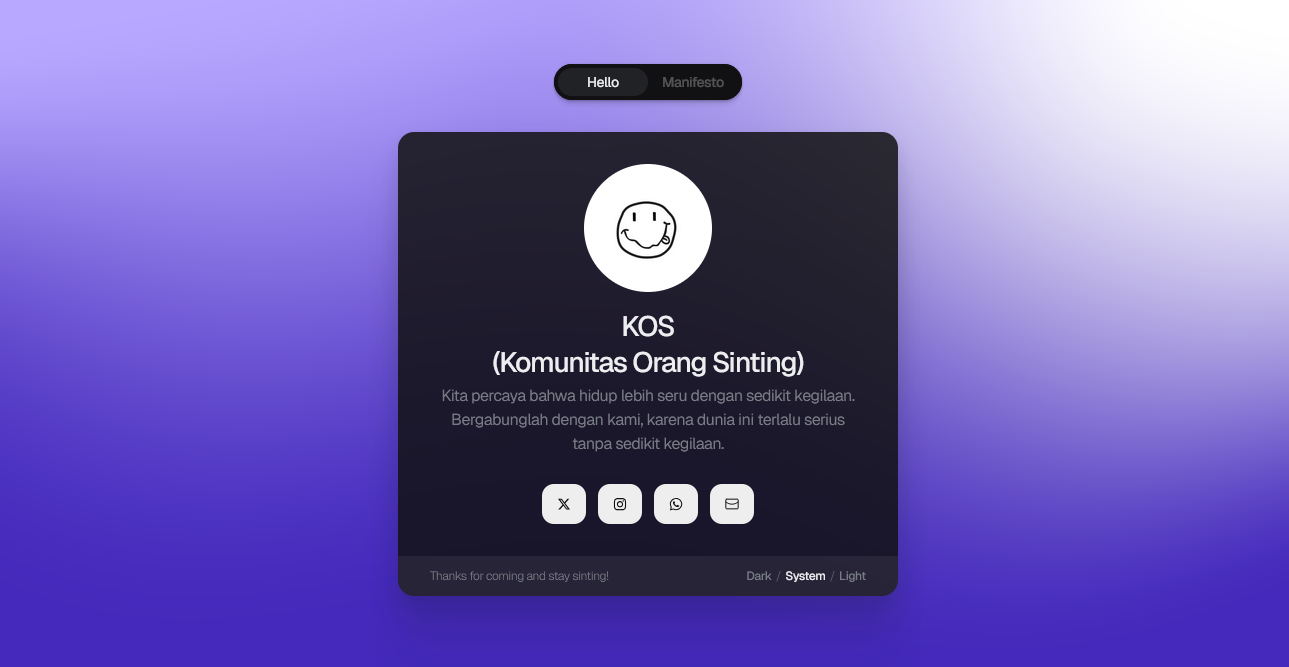 Hello
Manifesto
KOS
(Komunitas Orang Sinting)
Kita percaya bahwa hidup lebih seru dengan sedikit kegilaan.
Bergabunglah dengan kami, karena dunia ini terlalu serius
tanpa sedikit kegilaan.
Thanks for coming and stay sinting!
Dark / System / Light